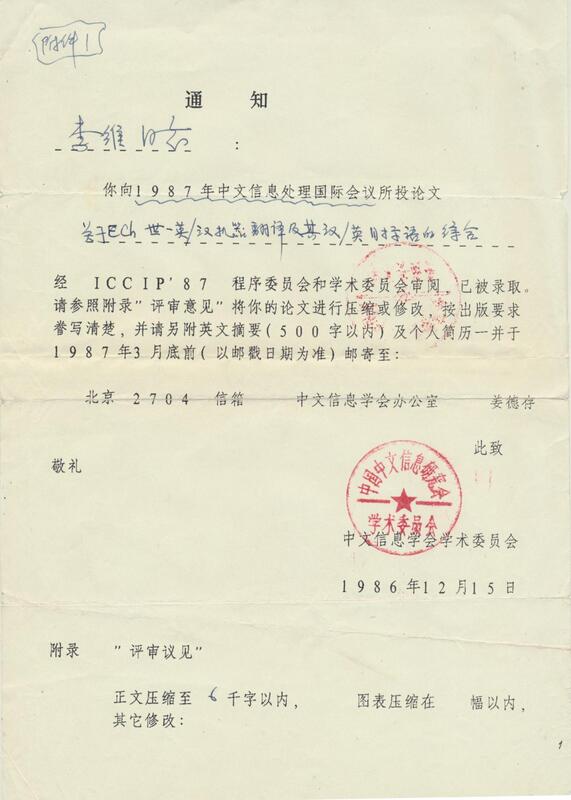 附件1
通 知
李维同志:
你向1987年中文信息处理国际会议所投论文
关于ECh 世—英/汉机器翻译及其汉/英目标语的综合
经 ICCIP'87 程序委员会和学术委员会审阅,已被录取。
请参照附录"评审意见"将你的论文进行压缩或修改,按出版要求
誊写清楚,并请另附英文摘要(500字以内)及个人简历一并于
1987年3月底前(以邮戳日期为准)邮寄至:
北京 2704 信箱 中文信息学会办公室 姜德存
此致
敬礼
中国中文信息研究会
学术委员会
中文信息学会学术委员会
1986年12月15日
附录 "评审议见"
正文压缩至 6 千字以内, 图表压缩在 幅以内,
其它修改: